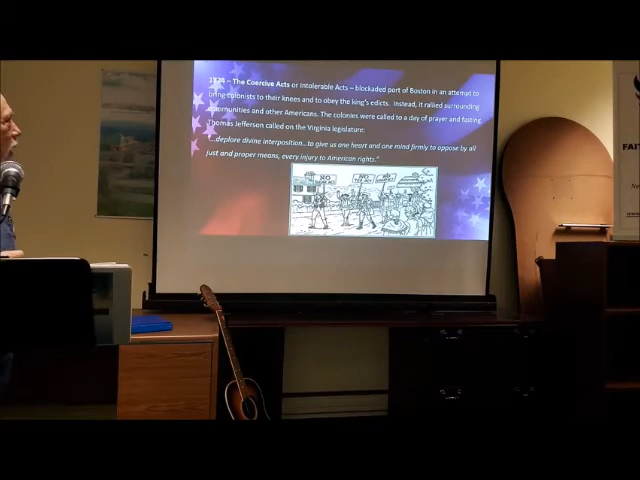 1774 – The Coercive Acts or Intolerable Acts – blockaded port of Boston in an attempt to
bring colonists to their knees and to obey the king's edicts. Instead, it rallied surrounding
communities and other Americans. The colonies were called to a day of prayer and fasting
Thomas Jefferson called on the Virginia legislature:
"…deplore divine interposition…to give us one heart and one mind firmly to oppose by all
just and proper means, every injury to American rights."
NO
NO
NO
FAIT